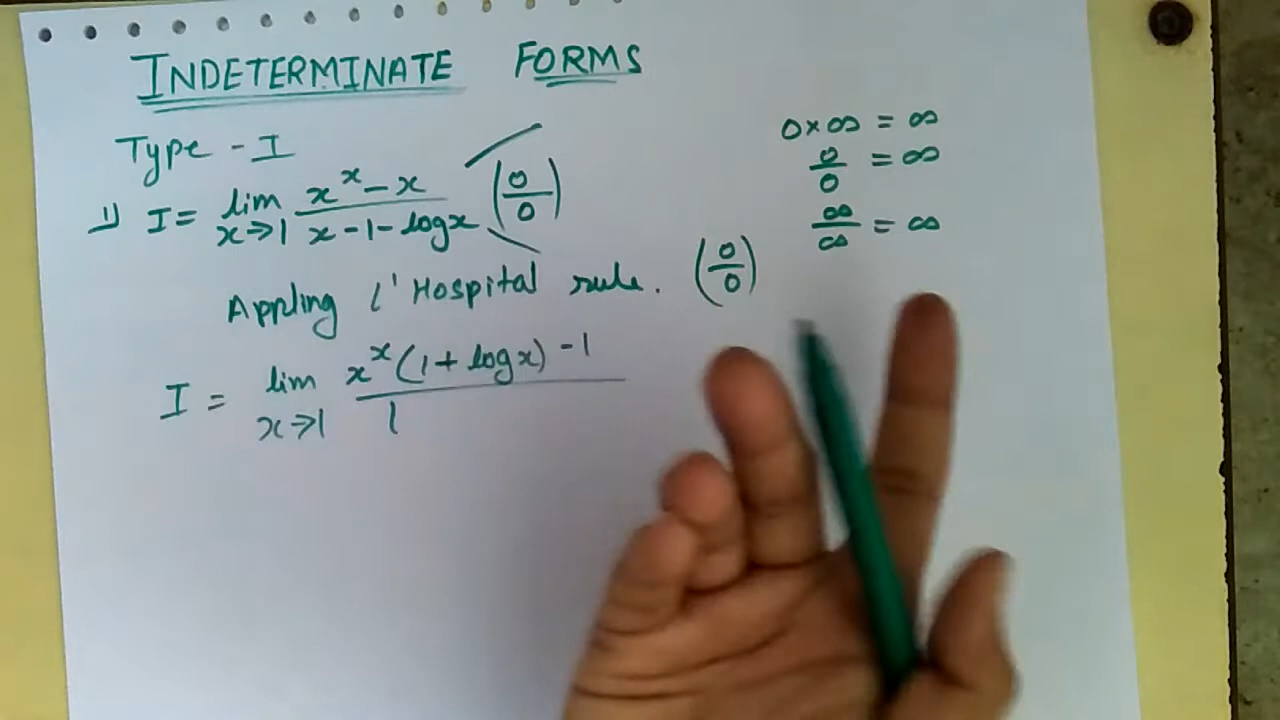 INDETERMINATE FORMS
Type - I
1) I = lim x→1 (x^x - x)/(x - 1 - log x) (0/0)
0 × ∞ = ∞
0/0 = ∞
∞/∞ = ∞
Appling l' Hospital rule. (0/0)
I = lim x→1 (x^x (1 + log x) - 1)/(1